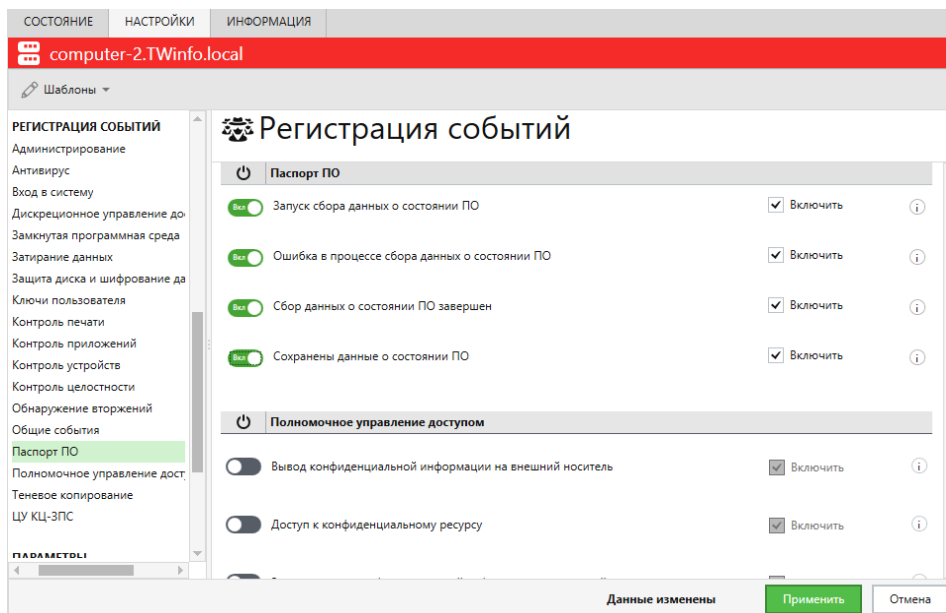 СОСТОЯНИЕ НАСТРОЙКИ ИНФОРМАЦИЯ
computer-2.TWinfo.local
Шаблоны
РЕГИСТРАЦИЯ СОБЫТИЙ
Администрирование
Антивирус
Вход в систему
Дискреционное управление до
Замкнутая программная среда
Затирание данных
Защита диска и шифрование да
Ключи пользователя
Контроль печати
Контроль приложений
Контроль устройств
Контроль целостности
Обнаружение вторжений
Общие события
Паспорт ПО
Полномочное управление дост
Теневое копирование
ЦУ КЦ-ЗПС
ПАРАМЕТРЫ
Регистрация событий
Паспорт ПО
Вкл Запуск сбора данных о состоянии ПО Включить
Вкл Ошибка в процессе сбора данных о состоянии ПО Включить
Вкл Сбор данных о состоянии ПО завершен Включить
Вкл Сохранены данные о состоянии ПО Включить
Полномочное управление доступом
Вывод конфиденциальной информации на внешний носитель Включить
Доступ к конфиденциальному ресурсу Включить
Данные изменены Применить Отмена